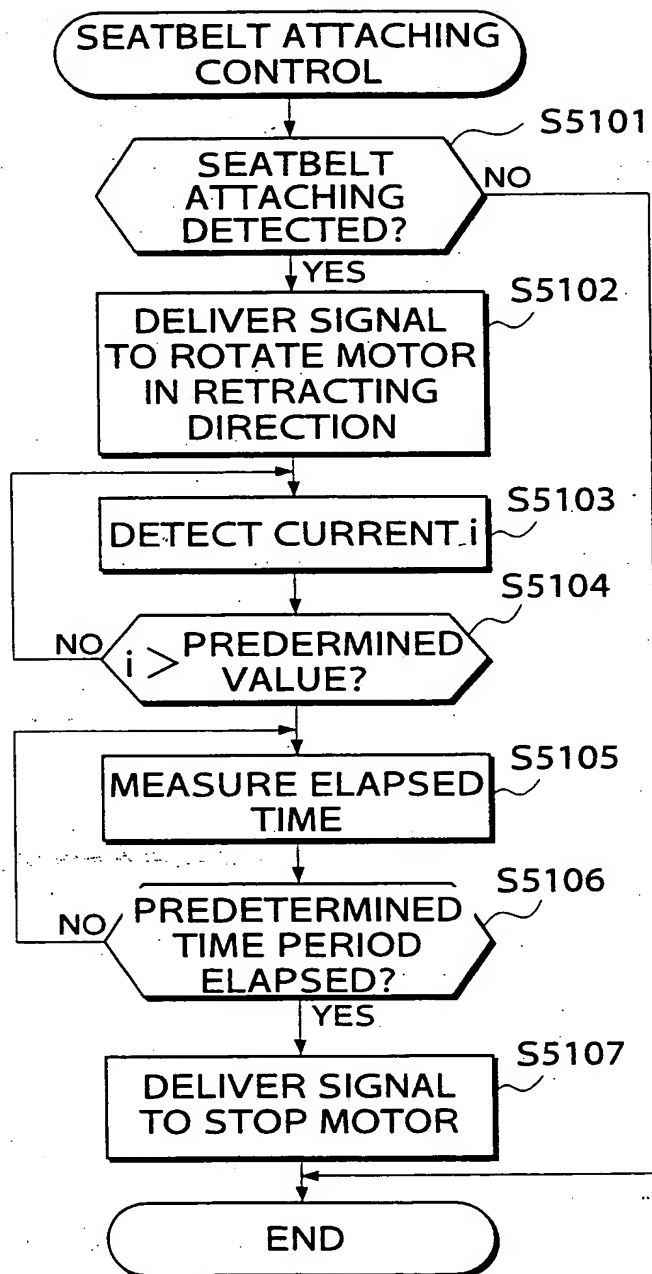 SEATBELT ATTACHING
CONTROL
S5101
SEATBELT
ATTACHING
DETECTED?
NO
YES
S5102
DELIVER SIGNAL
TO ROTATE MOTOR
IN RETRACTING
DIRECTION
S5103
DETECT CURRENT i
S5104
NO
i > PREDERMINED
VALUE?
S5105
MEASURE ELAPSED
TIME
S5106
NO
PREDETERMINED
TIME PERIOD
ELAPSED?
YES
S5107
DELIVER SIGNAL
TO STOP MOTOR
END